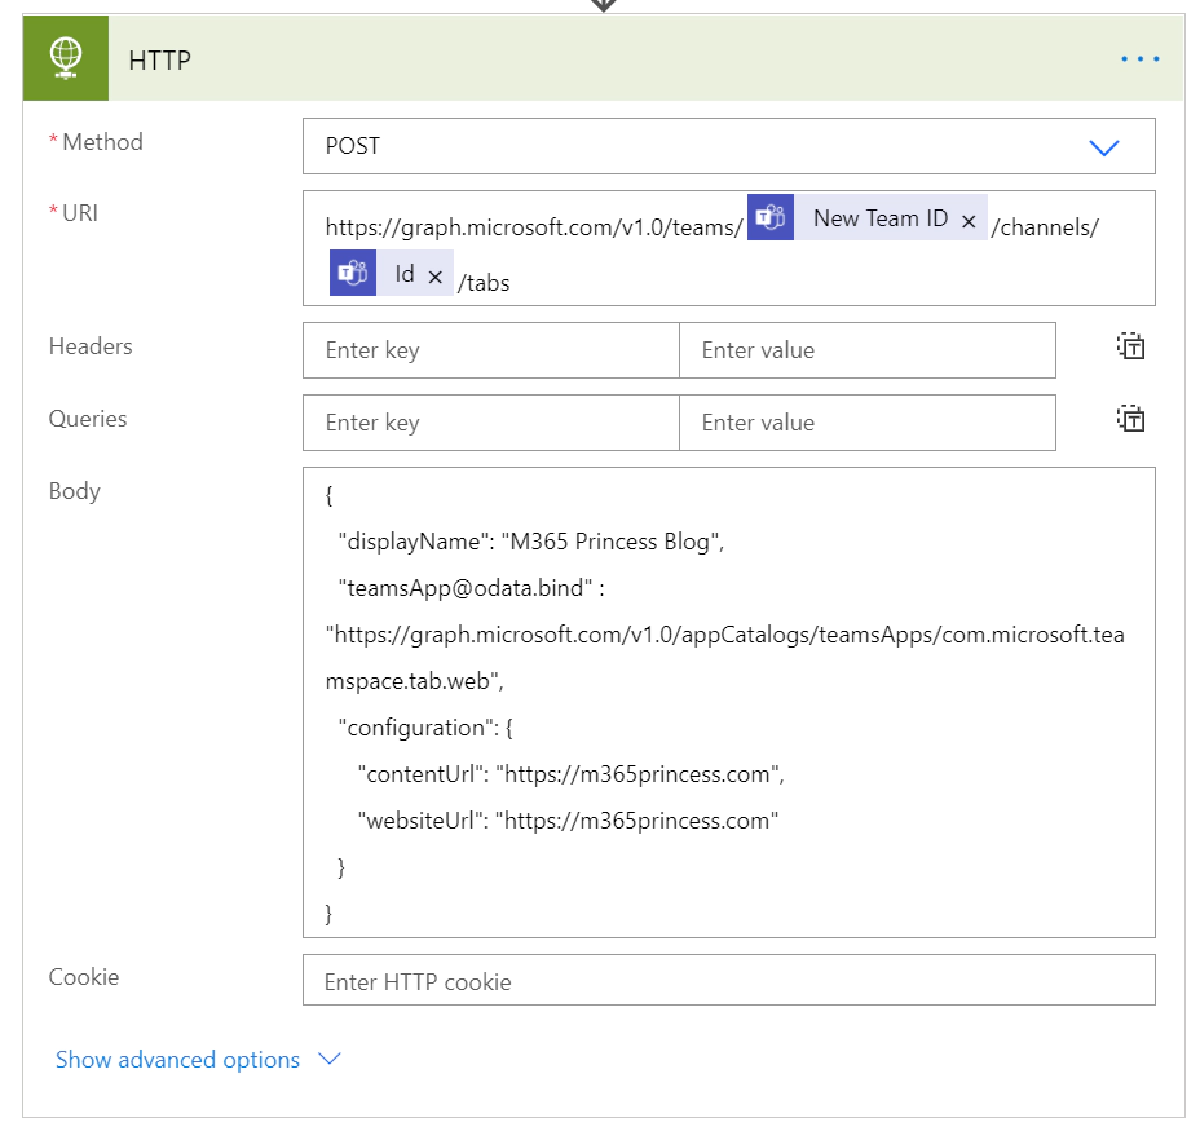 HTTP
* Method
POST
* URI
https://graph.microsoft.com/v1.0/teams/ New Team ID × /channels/
Id × /tabs
Headers
Enter key
Enter value
Queries
Enter key
Enter value
Body
{
"displayName": "M365 Princess Blog",
"teamsApp@odata.bind" :
"https://graph.microsoft.com/v1.0/appCatalogs/teamsApps/com.microsoft.tea
mspace.tab.web",
"configuration": {
"contentUrl": "https://m365princess.com",
"websiteUrl": "https://m365princess.com"
}
}
Cookie
Enter HTTP cookie
Show advanced options